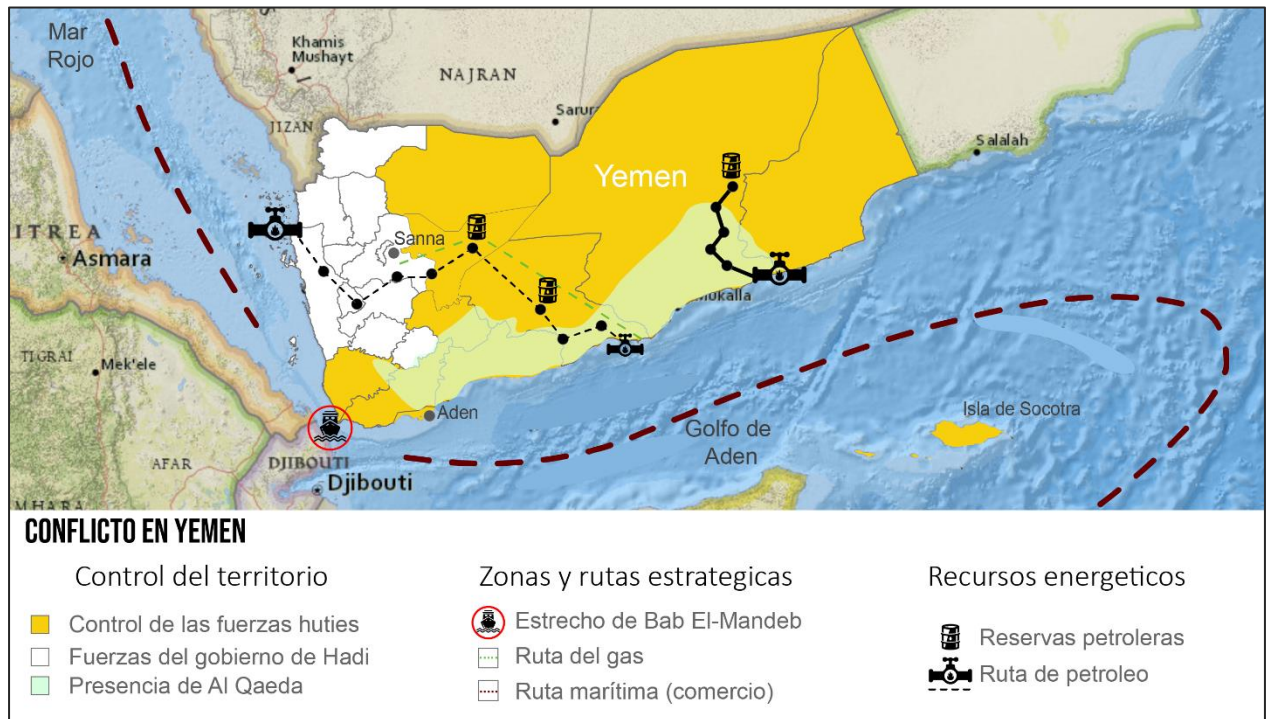 Mar
Rojo
Khamis
Mushayt
NAJRAN
JIZAN
Sarura
Salalah
Yemen
ITREA
Asmara
Sanna
Mukalla
TIGRAI
Mek'ele
Aden
Isla de Socotra
Golfo de
Aden
AFAR
DJIBOUTI
Djibouti
MHARA
CONFLICTO EN YEMEN
Control del territorio
Control de las fuerzas huties
Fuerzas del gobierno de Hadi
Presencia de Al Qaeda
Zonas y rutas estrategicas
Estrecho de Bab El-Mandeb
Ruta del gas
Ruta marítima (comercio)
Recursos energeticos
Reservas petroleras
Ruta de petroleo